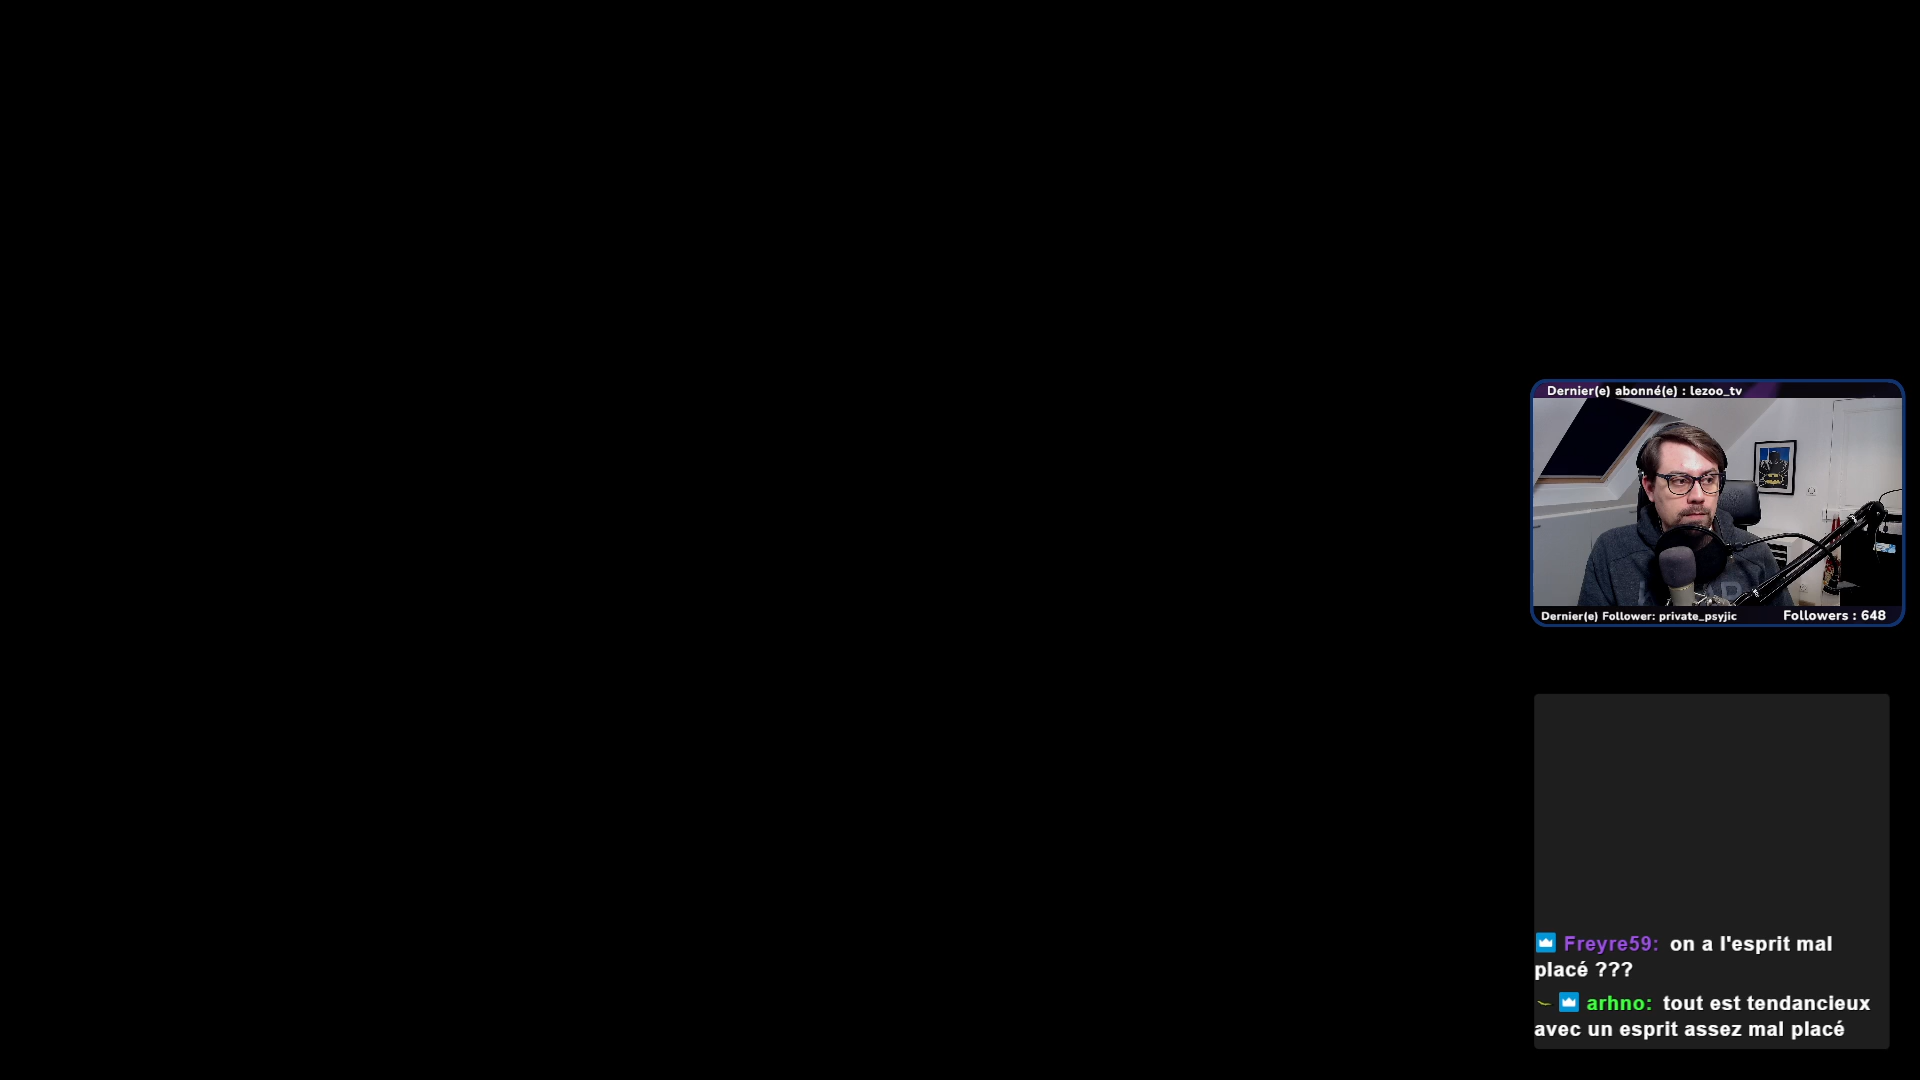 Dernier(e) abonné(e) : lezoo_tv
Dernier(e) Follower: private_psyjic
Followers : 648
Freyre59: on a l'esprit mal
placé ???
arhno: tout est tendancieux
avec un esprit assez mal placé